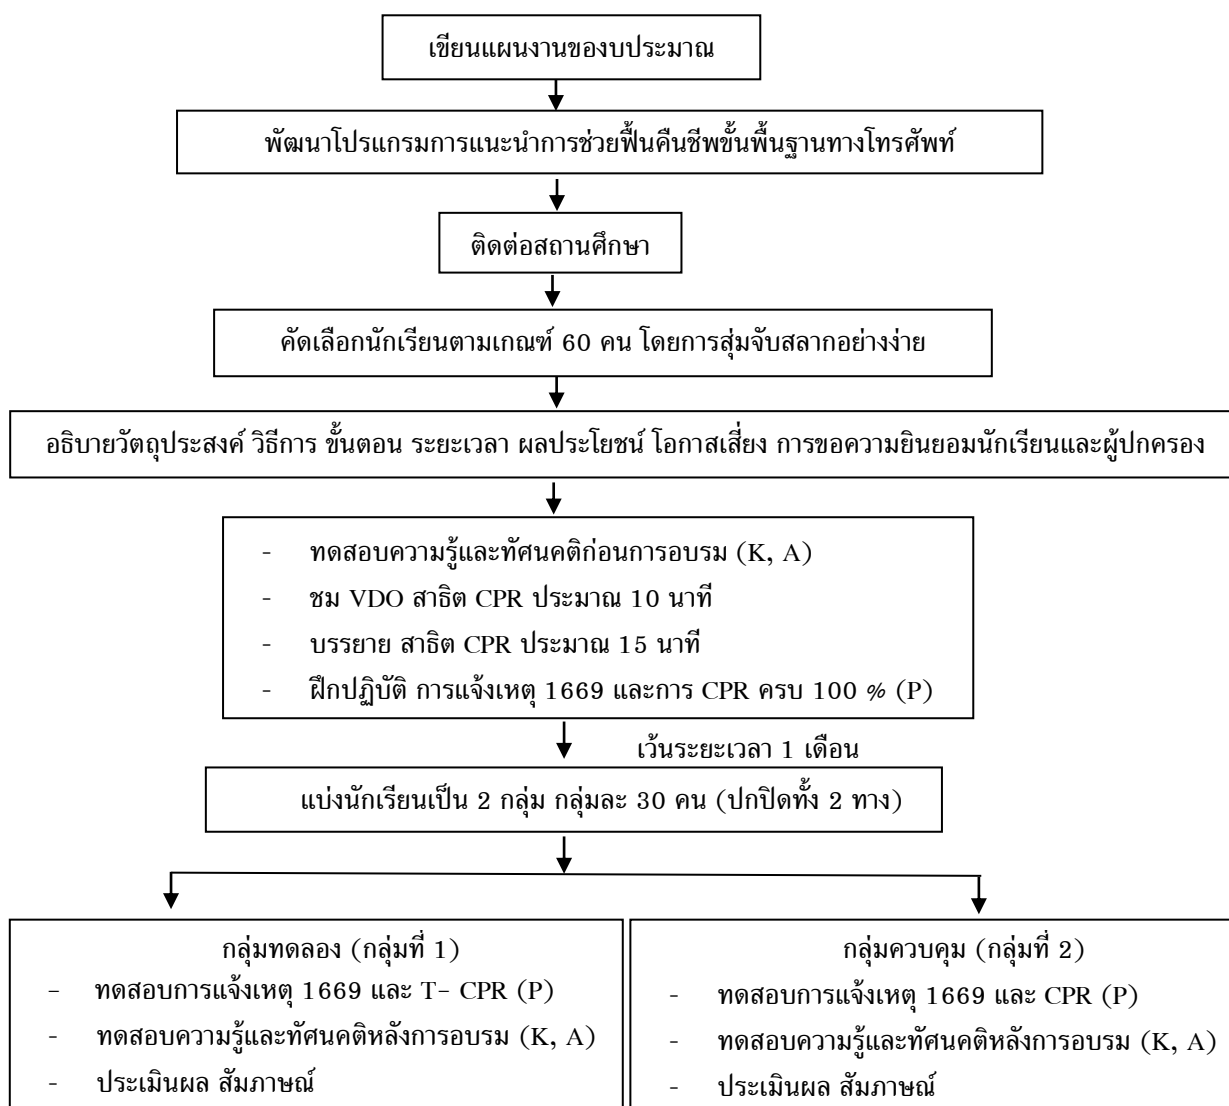 เขียนแผนงานของบประมาณ
พัฒนาโปรแกรมการแนะนำการช่วยฟื้นคืนชีพขั้นพื้นฐานทางโทรศัพท์
ติดต่อสถานศึกษา
คัดเลือกนักเรียนตามเกณฑ์ 60 คน โดยการสุ่มจับสลากอย่างง่าย
อธิบายวัตถุประสงค์ วิธีการ ขั้นตอน ระยะเวลา ผลประโยชน์ โอกาสเสี่ยง การขอความยินยอมนักเรียนและผู้ปกครอง
- ทดสอบความรู้และทัศนคติก่อนการอบรม (K, A)
- ชม VDO สาธิต CPR ประมาณ 10 นาที
- บรรยาย สาธิต CPR ประมาณ 15 นาที
- ฝึกปฏิบัติ การแจ้งเหตุ 1669 และการ CPR ครบ 100 % (P)
เว้นระยะเวลา 1 เดือน
แบ่งนักเรียนเป็น 2 กลุ่ม กลุ่มละ 30 คน (ปกปิดทั้ง 2 ทาง)
กลุ่มทดลอง (กลุ่มที่ 1)
- ทดสอบการแจ้งเหตุ 1669 และ T- CPR (P)
- ทดสอบความรู้และทัศนคติหลังการอบรม (K, A)
- ประเมินผล สัมภาษณ์
กลุ่มควบคุม (กลุ่มที่ 2)
- ทดสอบการแจ้งเหตุ 1669 และ CPR (P)
- ทดสอบความรู้และทัศนคติหลังการอบรม (K, A)
- ประเมินผล สัมภาษณ์